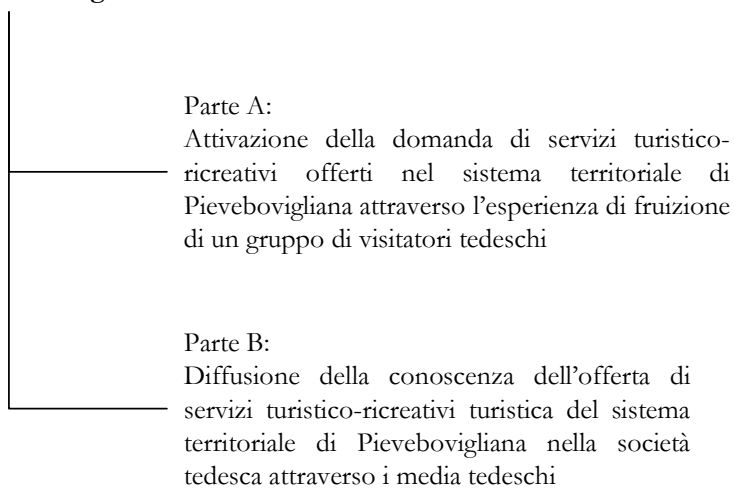 Parte A:
Attivazione della domanda di servizi turistico-
ricreativi offerti nel sistema territoriale di
Pievebovigliana attraverso l'esperienza di fruizione
di un gruppo di visitatori tedeschi
Parte B:
Diffusione della conoscenza dell'offerta di
servizi turistico-ricreativi turistica del sistema
territoriale di Pievebovigliana nella società
tedesca attraverso i media tedeschi